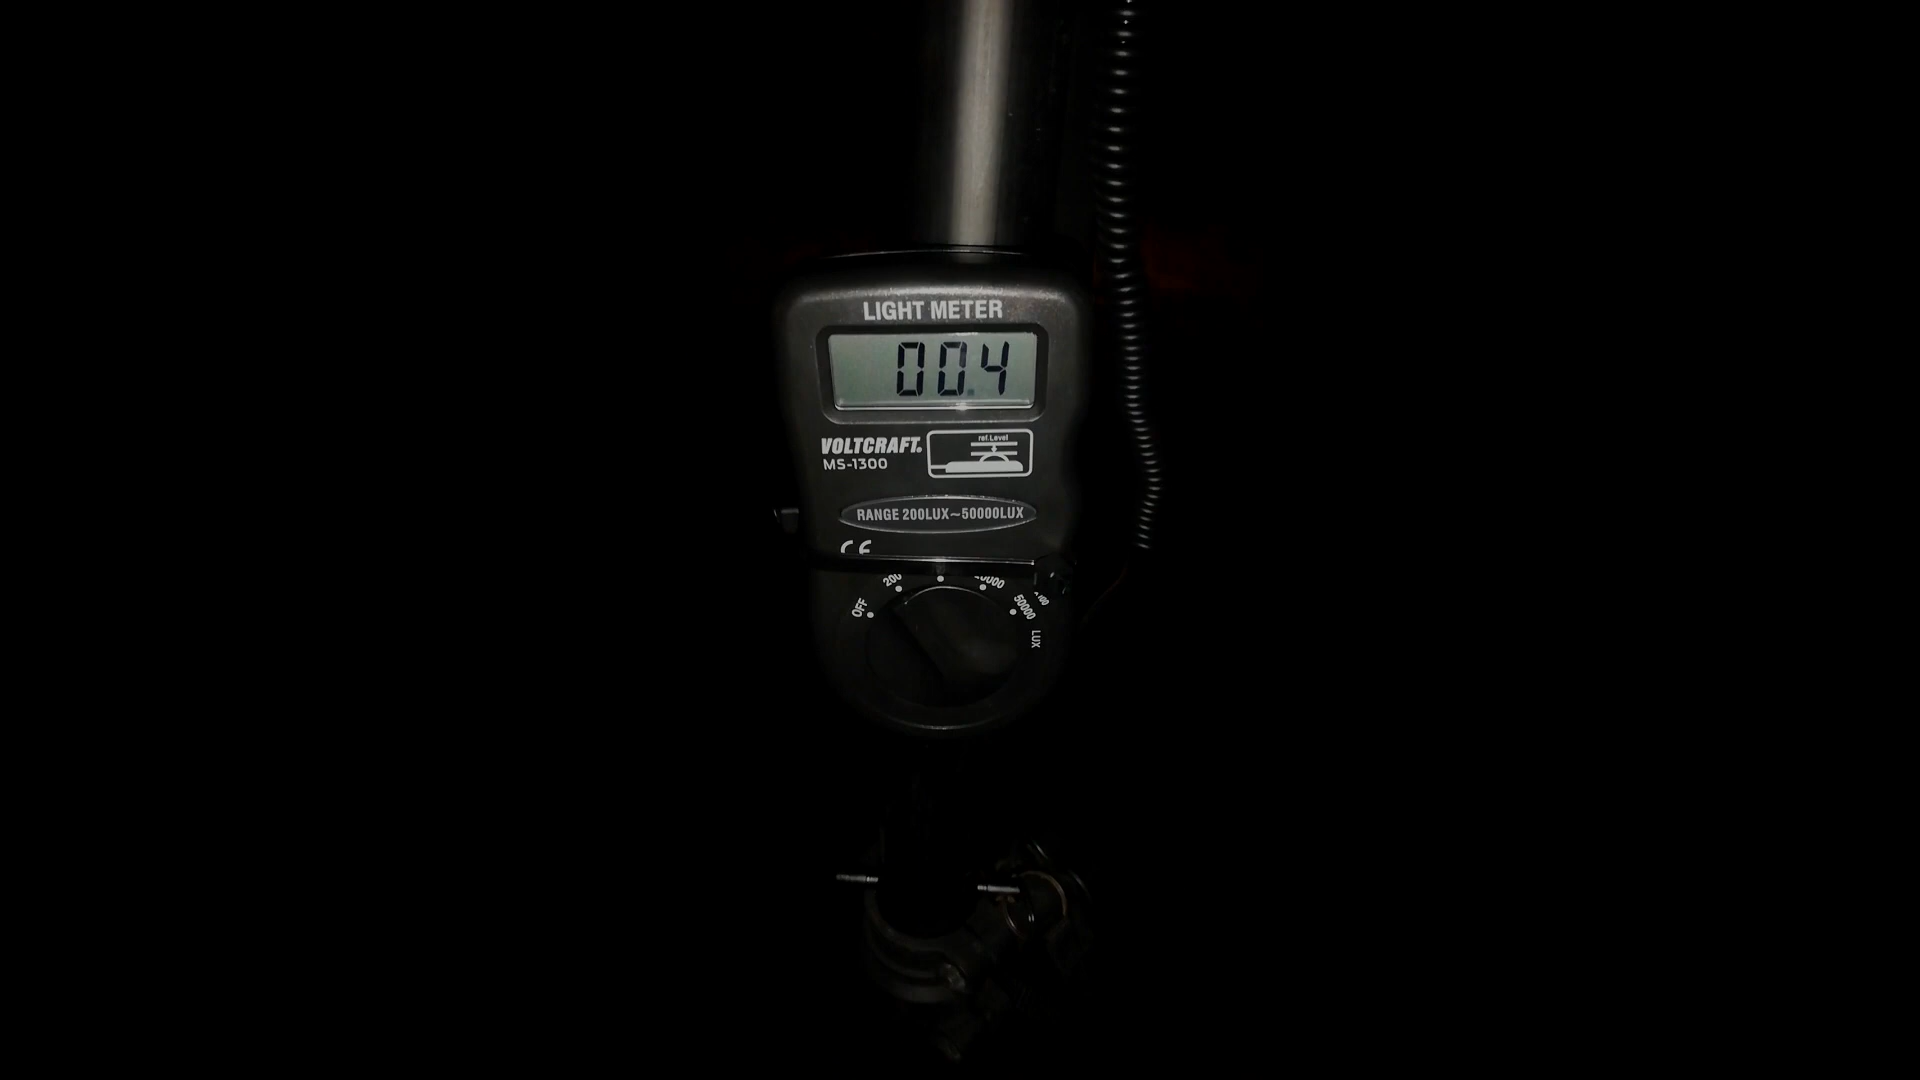 LIGHT METER
00.4
VOLTCRAFT.
MS-1300
ref.Level
RANGE 200LUX~50000LUX
CE
OFF
200
50000
LUX